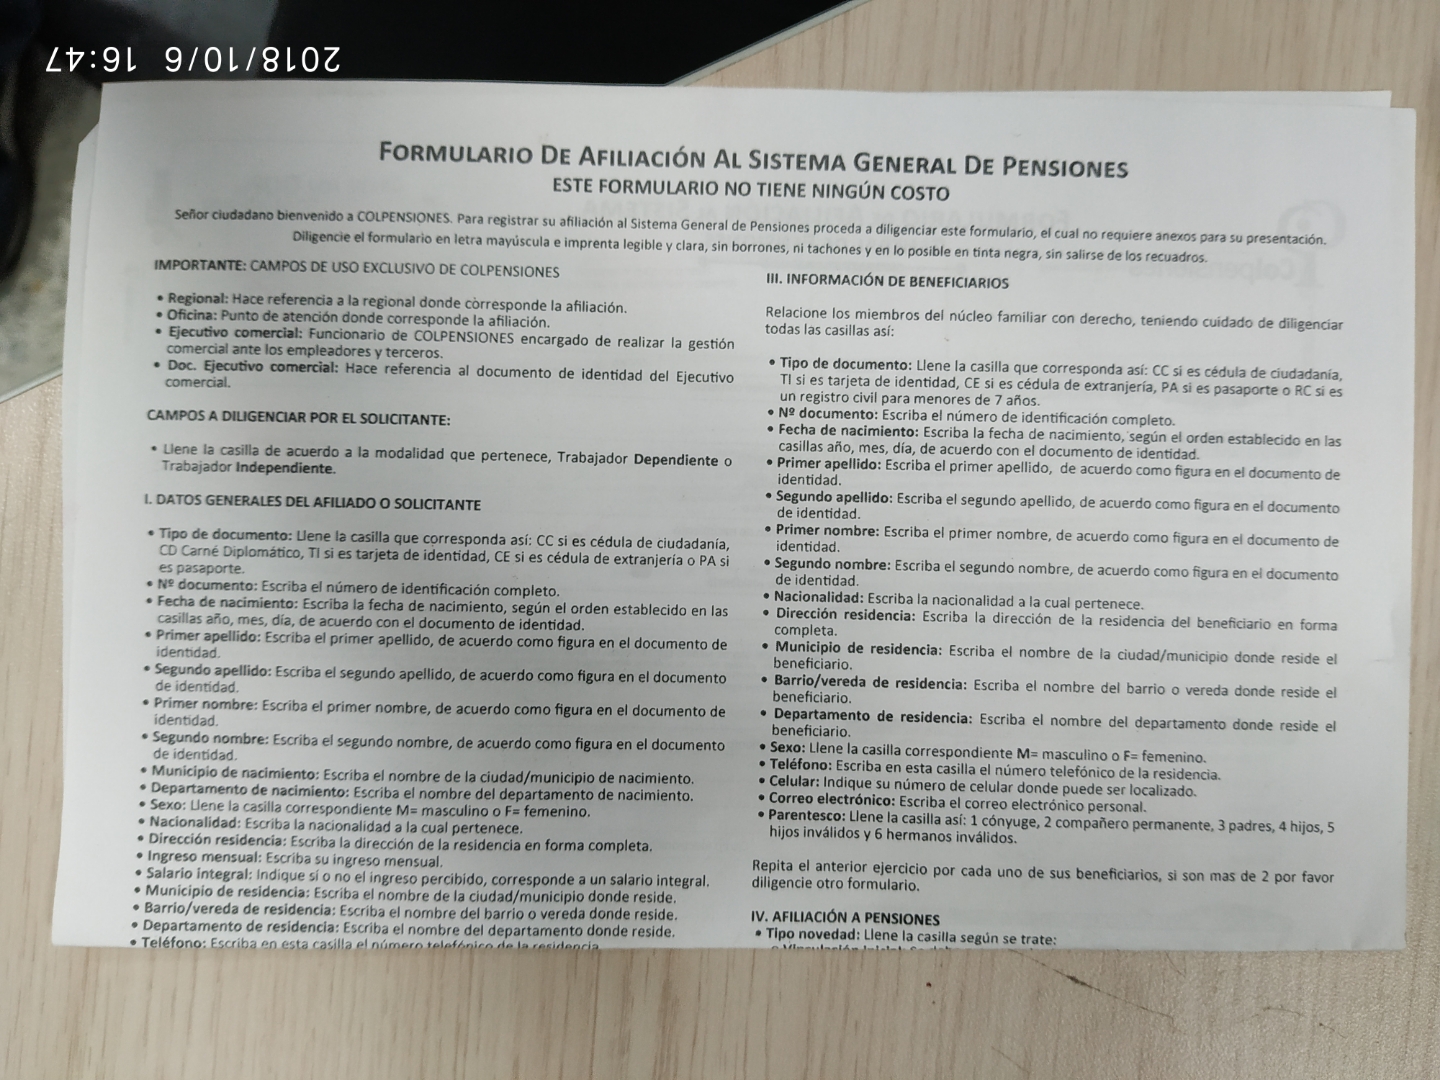 2018/10/6 16:47
FORMULARIO DE AFILIACIÓN AL SISTEMA GENERAL DE PENSIONES
ESTE FORMULARIO NO TIENE NINGÚN COSTO
Señor ciudadano bienvenido a COLPENSIONES. Para registrar su afiliación al Sistema General de Pensiones proceda a diligenciar este formulario, el cual no requiere anexos para su presentación.
Diligencie el formulario en letra mayúscula e imprenta legible y clara, sin borrones, ni tachones y en lo posible en tinta negra, sin salirse de los recuadros.
IMPORTANTE: CAMPOS DE USO EXCLUSIVO DE COLPENSIONES
• Regional: Hace referencia a la regional donde corresponde la afiliación.
• Oficina: Punto de atención donde corresponde la afiliación.
• Ejecutivo comercial: Funcionario de COLPENSIONES encargado de realizar la gestión
comercial ante los empleadores y terceros.
• Doc. Ejecutivo comercial: Hace referencia al documento de identidad del Ejecutivo
comercial.
CAMPOS A DILIGENCIAR POR EL SOLICITANTE:
• Llene la casilla de acuerdo a la modalidad que pertenece, Trabajador Dependiente o
Trabajador Independiente.
I. DATOS GENERALES DEL AFILIADO O SOLICITANTE
• Tipo de documento: Llene la casilla que corresponda así: CC si es cédula de ciudadanía,
CD Carné Diplomático, TI si es tarjeta de identidad, CE si es cédula de extranjería o PA si
es pasaporte.
• Nº documento: Escriba el número de identificación completo.
• Fecha de nacimiento: Escriba la fecha de nacimiento, según el orden establecido en las
casillas año, mes, día, de acuerdo con el documento de identidad.
• Primer apellido: Escriba el primer apellido, de acuerdo como figura en el documento de
identidad.
• Segundo apellido: Escriba el segundo apellido, de acuerdo como figura en el documento
de identidad.
• Primer nombre: Escriba el primer nombre, de acuerdo como figura en el documento de
identidad.
• Segundo nombre: Escriba el segundo nombre, de acuerdo como figura en el documento
de identidad.
• Municipio de nacimiento: Escriba el nombre de la ciudad/municipio de nacimiento.
• Departamento de nacimiento: Escriba el nombre del departamento de nacimiento.
• Sexo: Llene la casilla correspondiente M= masculino o F= femenino.
• Nacionalidad: Escriba la nacionalidad a la cual pertenece.
• Dirección residencia: Escriba la dirección de la residencia en forma completa.
• Ingreso mensual: Escriba su ingreso mensual.
• Salario integral: Indique sí o no el ingreso percibido, corresponde a un salario integral.
• Municipio de residencia: Escriba el nombre de la ciudad/municipio donde reside.
• Barrio/vereda de residencia: Escriba el nombre del barrio o vereda donde reside.
• Departamento de residencia: Escriba el nombre del departamento donde reside.
• Teléfono: Escriba en esta casilla el número telefónico de la residencia.
III. INFORMACIÓN DE BENEFICIARIOS
Relacione los miembros del núcleo familiar con derecho, teniendo cuidado de diligenciar
todas las casillas así:
• Tipo de documento: Llene la casilla que corresponda así: CC si es cédula de ciudadanía,
TI si es tarjeta de identidad, CE si es cédula de extranjería, PA si es pasaporte o RC si es
un registro civil para menores de 7 años.
• Nº documento: Escriba el número de identificación completo.
• Fecha de nacimiento: Escriba la fecha de nacimiento, según el orden establecido en las
casillas año, mes, día, de acuerdo con el documento de identidad.
• Primer apellido: Escriba el primer apellido, de acuerdo como figura en el documento de
identidad.
• Segundo apellido: Escriba el segundo apellido, de acuerdo como figura en el documento
de identidad.
• Primer nombre: Escriba el primer nombre, de acuerdo como figura en el documento de
identidad.
• Segundo nombre: Escriba el segundo nombre, de acuerdo como figura en el documento
de identidad.
• Nacionalidad: Escriba la nacionalidad a la cual pertenece.
• Dirección residencia: Escriba la dirección de la residencia del beneficiario en forma
completa.
• Municipio de residencia: Escriba el nombre de la ciudad/municipio donde reside el
beneficiario.
• Barrio/vereda de residencia: Escriba el nombre del barrio o vereda donde reside el
beneficiario.
• Departamento de residencia: Escriba el nombre del departamento donde reside el
beneficiario.
• Sexo: Llene la casilla correspondiente M= masculino o F= femenino.
• Teléfono: Escriba en esta casilla el número telefónico de la residencia.
• Celular: Indique su número de celular donde puede ser localizado.
• Correo electrónico: Escriba el correo electrónico personal.
• Parentesco: Llene la casilla así: 1 cónyuge, 2 compañero permanente, 3 padres, 4 hijos, 5
hijos inválidos y 6 hermanos inválidos.
Repita el anterior ejercicio por cada uno de sus beneficiarios, si son mas de 2 por favor
diligencie otro formulario.
IV. AFILIACIÓN A PENSIONES
• Tipo novedad: Llene la casilla según se trate: